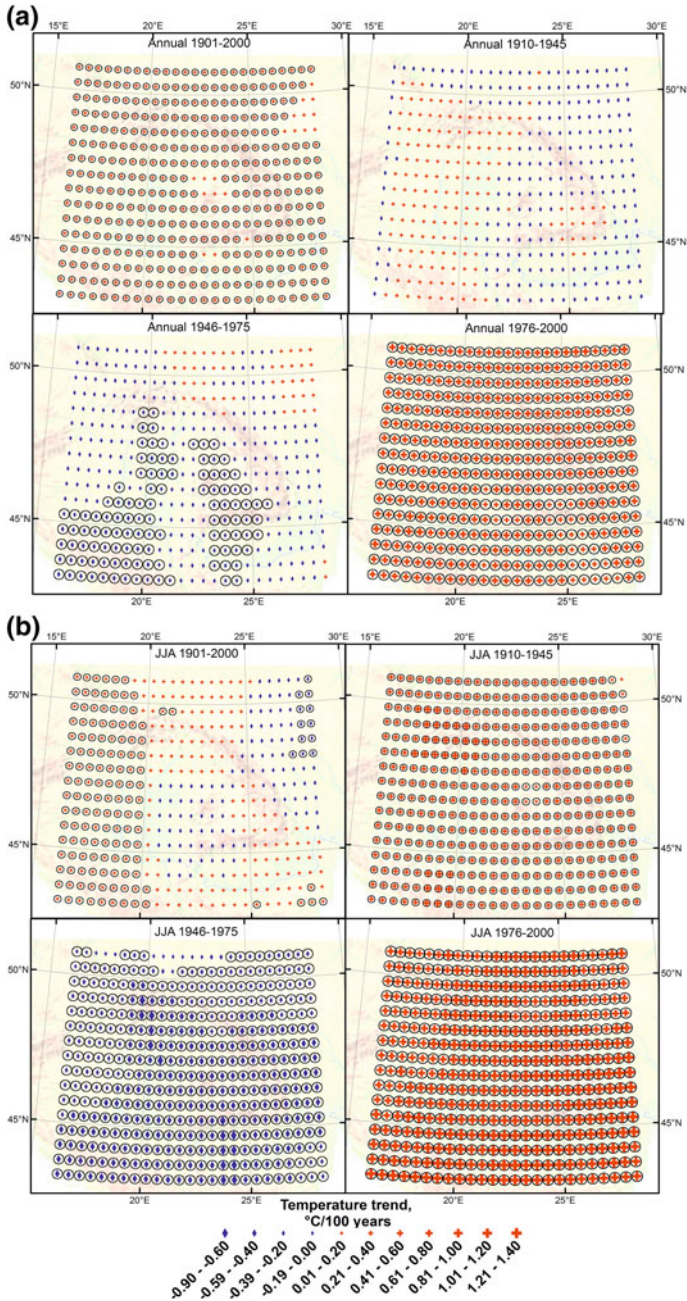 (a)
15°E 20°E 25°E 30°E 15°E 20°E 25°E 30°E
Annual 1901-2000
Annual 1910-1945
50°N
50°N
45°N
45°N
Annual 1946-1975
Annual 1976-2000
50°N
50°N
45°N
45°N
20°E 25°E 20°E 25°E
(b)
15°E 20°E 25°E 30°E 15°E 20°E 25°E 30°E
JJA 1901-2000
JJA 1910-1945
50°N
50°N
45°N
45°N
JJA 1946-1975
JJA 1976-2000
50°N
50°N
45°N
45°N
20°E 25°E 20°E 25°E
Temperature trend,
°C/100 years
-0.90 - -0.60
-0.59 - -0.40
-0.39 - -0.20
-0.19 - 0.00
0.01 - 0.20
0.21 - 0.40
0.41 - 0.60
0.61 - 0.80
0.81 - 1.00
1.01 - 1.20
1.21 - 1.40